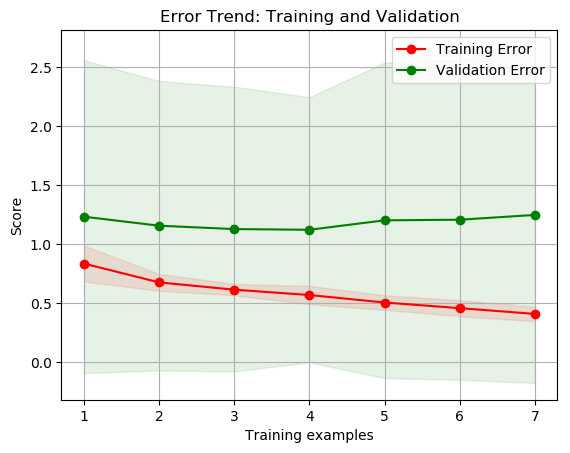 Error Trend: Training and Validation
Training Error
Validation Error
Score
2.5
2.0
1.5
1.0
0.5
0.0
1 2 3 4 5 6 7
Training examples